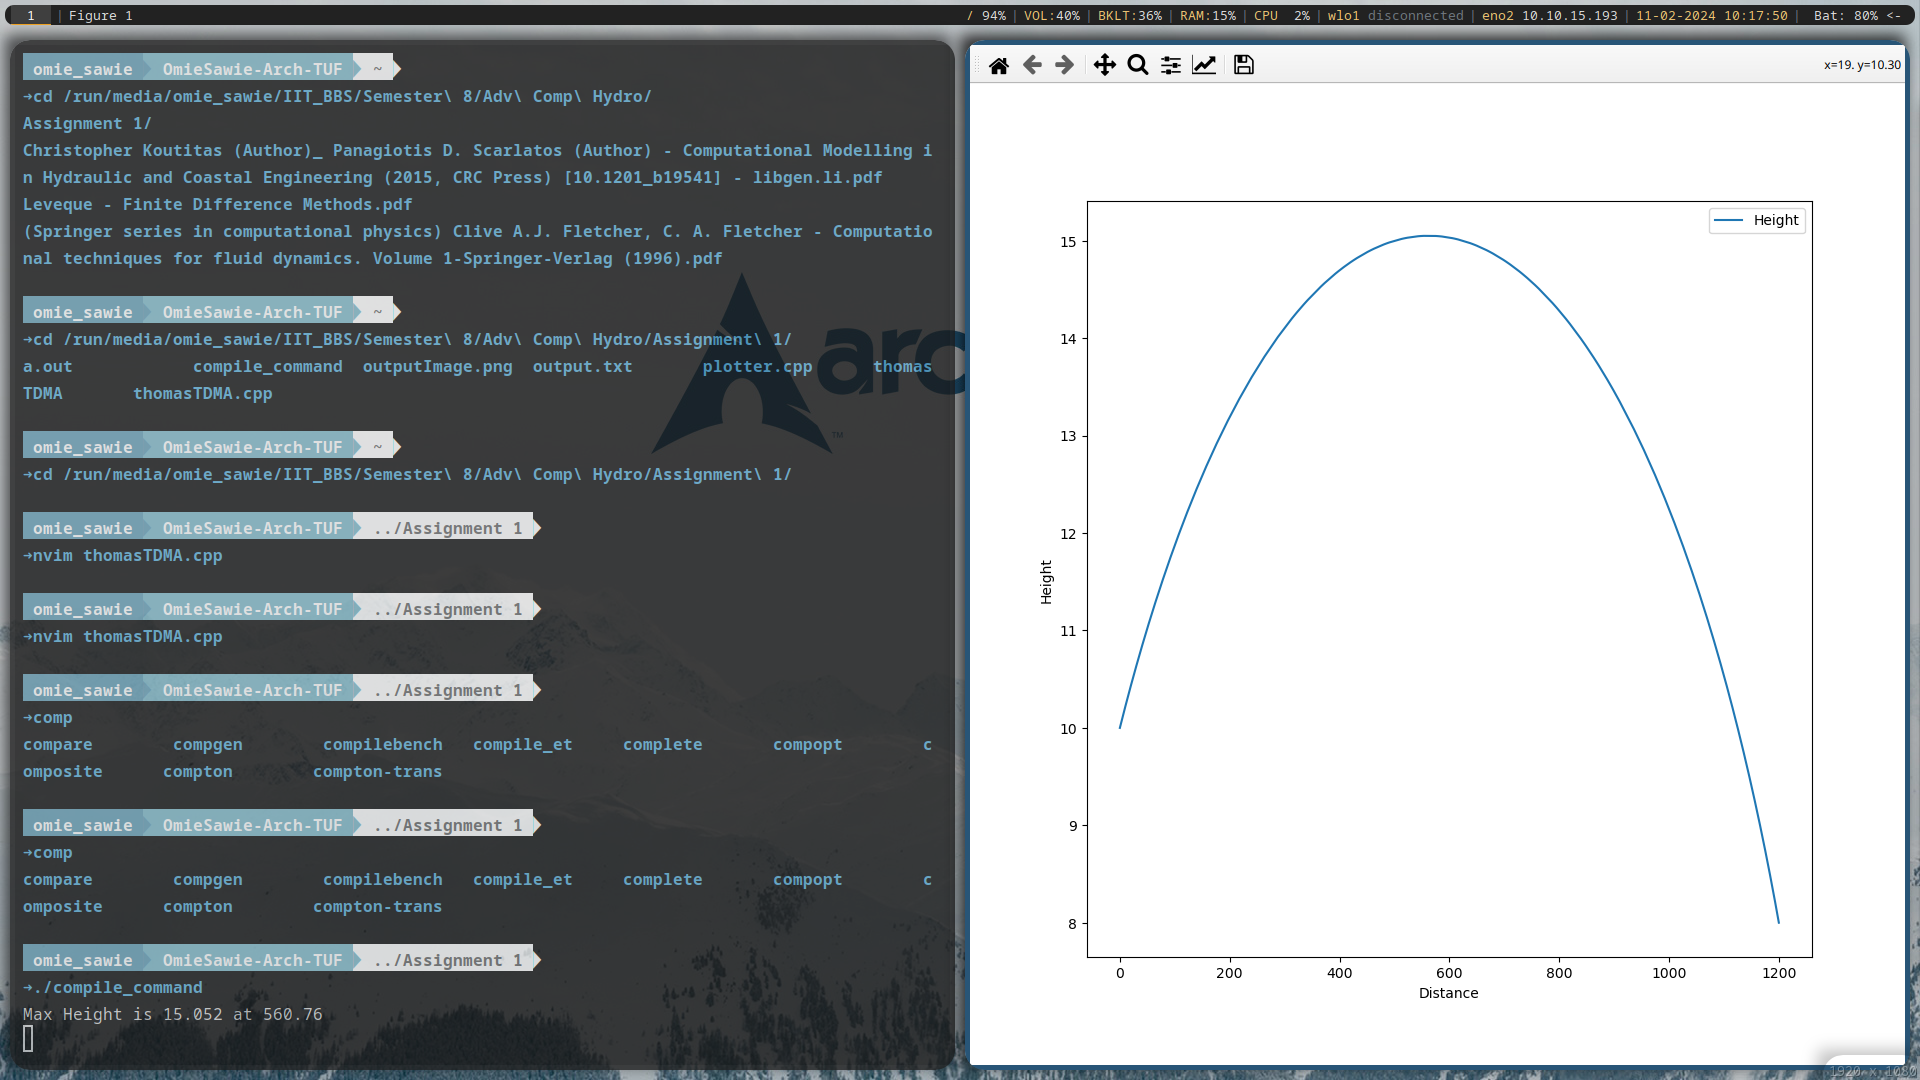 1 | Figure 1
/ 94% | VOL:40% | BKLT:36% | RAM:15% | CPU 2% | wlo1 disconnected | eno2 10.10.15.193 | 11-02-2024 10:17:50 | Bat: 80% <-
omie_sawie OmieSawie-Arch-TUF ~
→cd /run/media/omie_sawie/IIT_BBS/Semester\ 8/Adv\ Comp\ Hydro/
Assignment 1/
Christopher Koutitas (Author)_ Panagiotis D. Scarlatos (Author) - Computational Modelling i
n Hydraulic and Coastal Engineering (2015, CRC Press) [10.1201_b19541] - libgen.li.pdf
Leveque - Finite Difference Methods.pdf
(Springer series in computational physics) Clive A.J. Fletcher, C. A. Fletcher - Computatio
nal techniques for fluid dynamics. Volume 1-Springer-Verlag (1996).pdf
omie_sawie OmieSawie-Arch-TUF ~
→cd /run/media/omie_sawie/IIT_BBS/Semester\ 8/Adv\ Comp\ Hydro/Assignment\ 1/
a.out compile_command outputImage.png output.txt plotter.cpp thomas
TDMA thomasTDMA.cpp
omie_sawie OmieSawie-Arch-TUF ~
→cd /run/media/omie_sawie/IIT_BBS/Semester\ 8/Adv\ Comp\ Hydro/Assignment\ 1/
omie_sawie OmieSawie-Arch-TUF ../Assignment 1
→nvim thomasTDMA.cpp
omie_sawie OmieSawie-Arch-TUF ../Assignment 1
→nvim thomasTDMA.cpp
omie_sawie OmieSawie-Arch-TUF ../Assignment 1
→comp
compare compgen compilebench compile_et complete compopt c
omposite compton compton-trans
omie_sawie OmieSawie-Arch-TUF ../Assignment 1
→comp
compare compgen compilebench compile_et complete compopt c
omposite compton compton-trans
omie_sawie OmieSawie-Arch-TUF ../Assignment 1
→./compile_command
Max Height is 15.052 at 560.76
arc
™
x=19. y=10.30
Height
15
14
13
12
11
10
9
8
Height
0 200 400 600 800 1000 1200
Distance
1920 x 1080